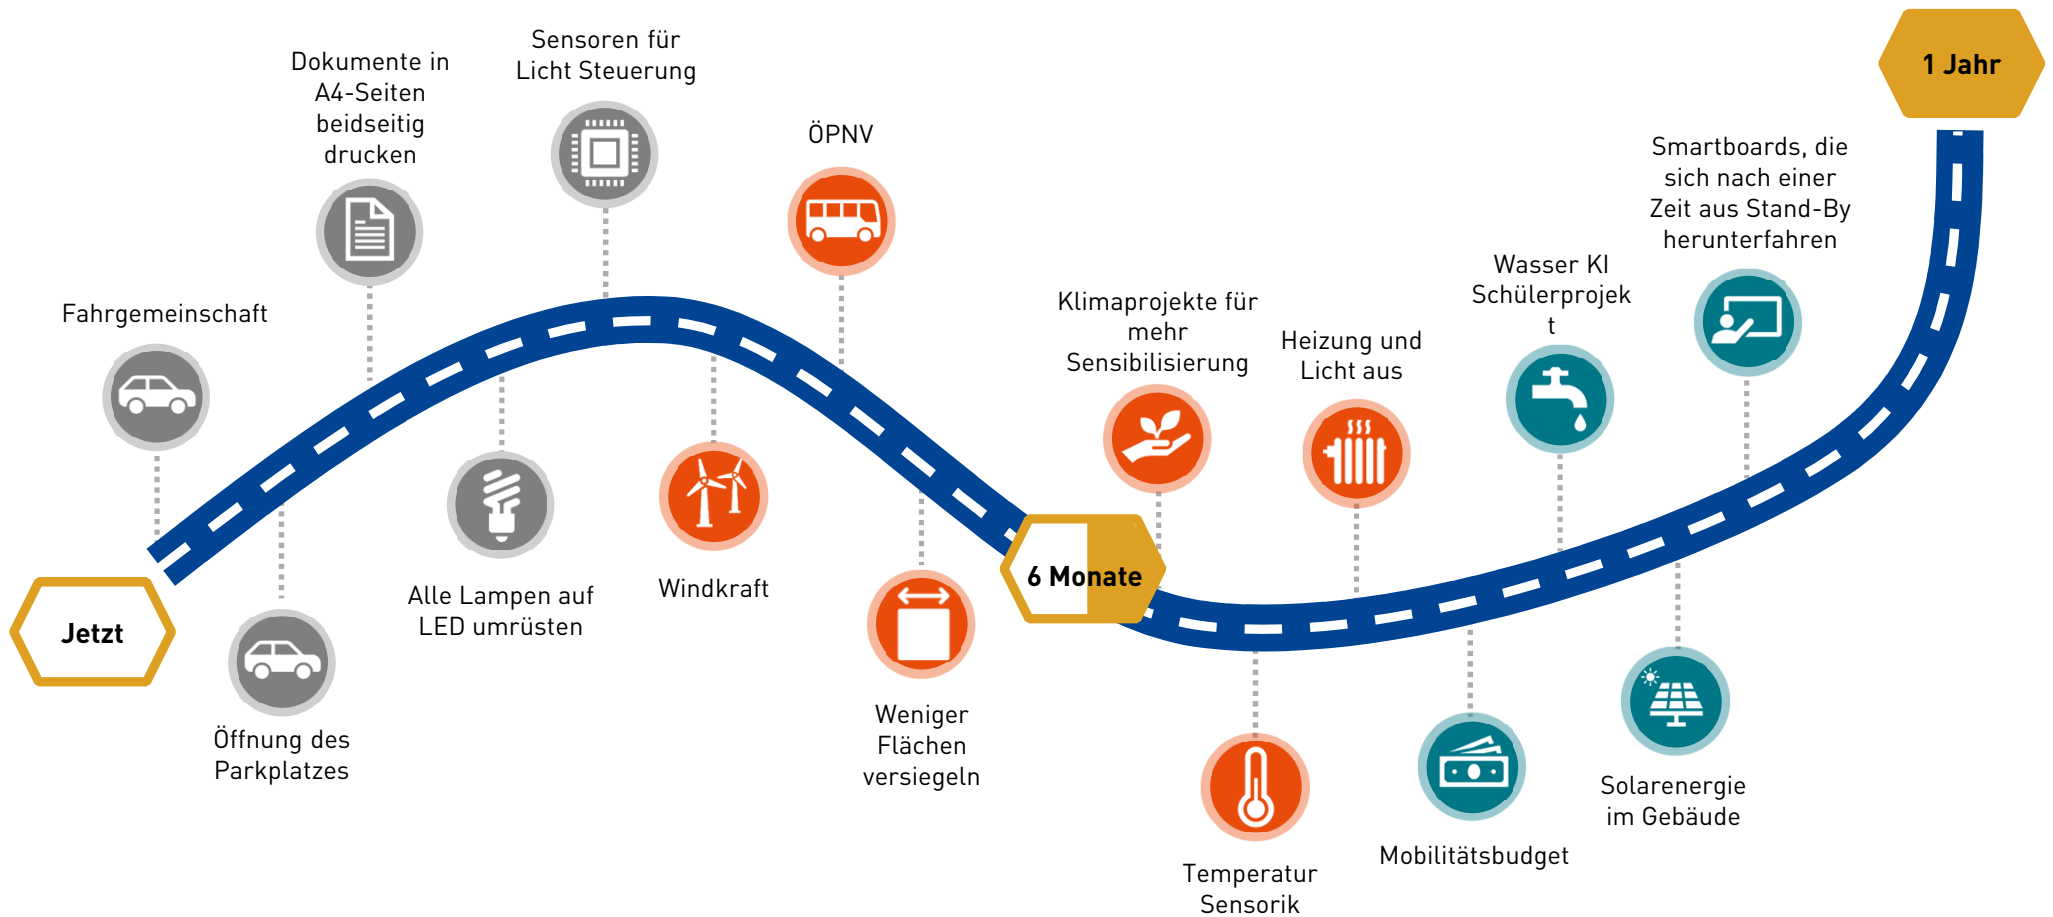 Jetzt
Fahrgemeinschaft
Öffnung des
Parkplatzes
Dokumente in
A4-Seiten
beidseitig
drucken
Alle Lampen auf
LED umrüsten
Sensoren für
Licht Steuerung
Windkraft
ÖPNV
Weniger
Flächen
versiegeln
6 Monate
Klimaprojekte für
mehr
Sensibilisierung
Temperatur
Sensorik
Heizung und
Licht aus
Mobilitätsbudget
Wasser KI
Schülerprojek
t
Solarenergie
im Gebäude
Smartboards, die
sich nach einer
Zeit aus Stand-By
herunterfahren
1 Jahr